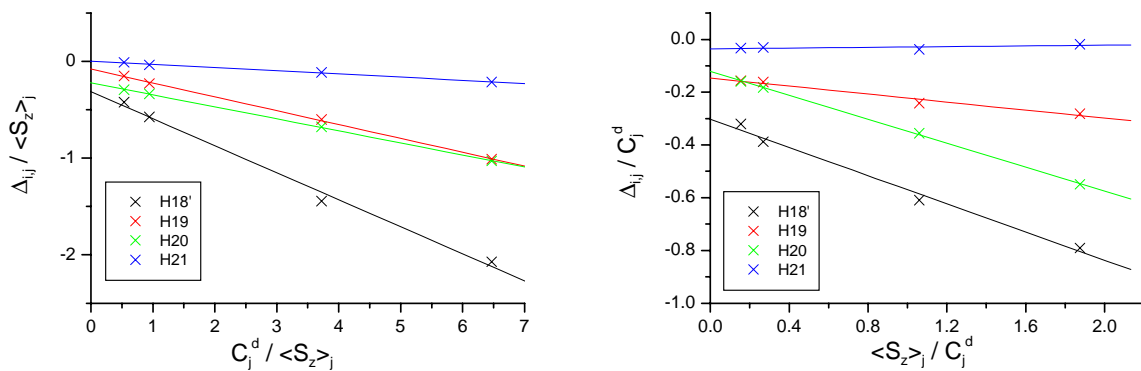 Δi,j / <Sz>j
0
-1
-2
H18'
H19
H20
H21
0 1 2 3 4 5 6 7
Cjd / <Sz>j
Δi,j / Cjd
0.0
-0.2
-0.4
-0.6
-0.8
-1.0
H18'
H19
H20
H21
0.0 0.4 0.8 1.2 1.6 2.0
<Sz>j / Cjd